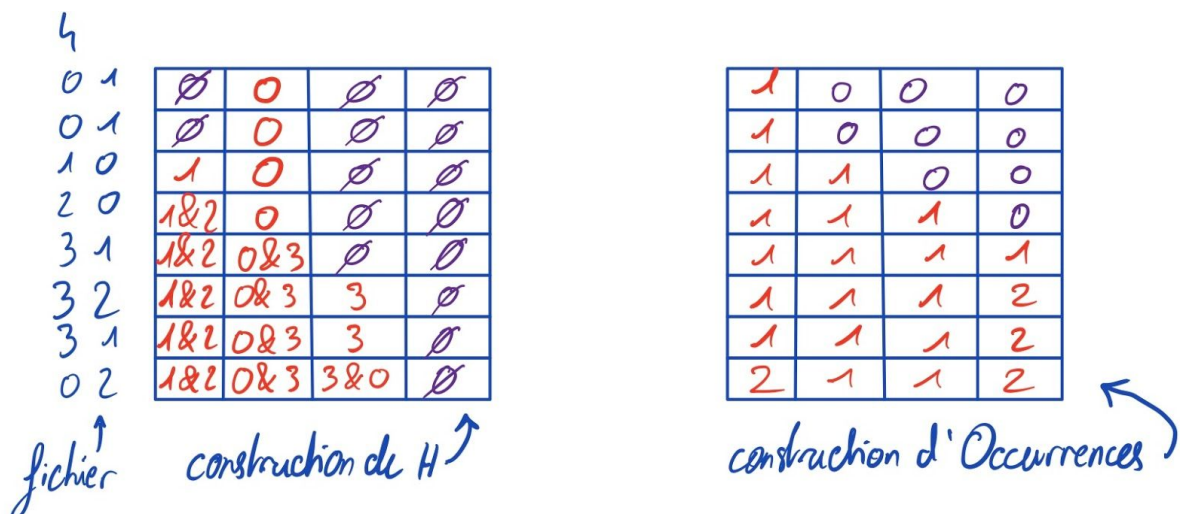 4
0 1 ∅ 0 ∅ ∅ 1 0 0 0
0 1 ∅ 0 ∅ ∅ 1 0 0 0
1 0 1 0 ∅ ∅ 1 1 0 0
2 0 1&2 0 ∅ ∅ 1 1 1 0
3 1 1&2 0&3 ∅ ∅ 1 1 1 1
3 2 1&2 0&3 3 ∅ 1 1 1 2
3 1 1&2 0&3 3 ∅ 1 1 1 2
0 2 1&2 0&3 3&0 ∅ 2 1 1 2
fichier construction de H construction d'Occurrences